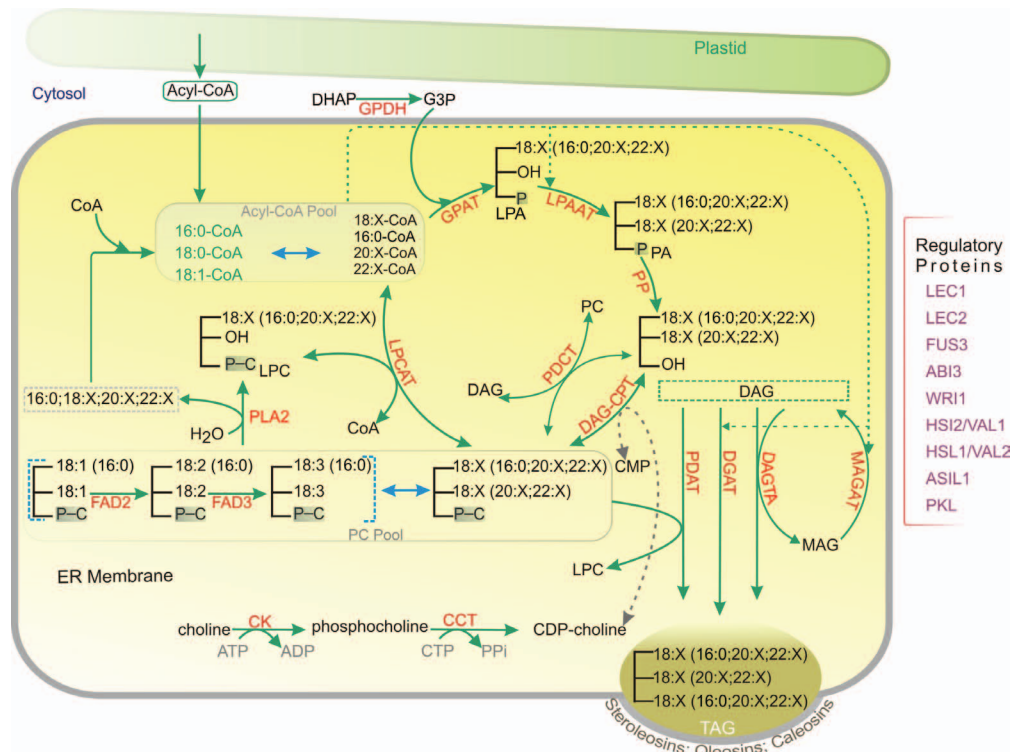 Plastid
Cytosol
Acyl-CoA
DHAP
GPDH
G3P
18:X (16:0;20:X;22:X)
OH
P
LPA
GPAT
LPAAT
CoA
Acyl-CoA Pool
16:0-CoA
18:0-CoA
18:1-CoA
18:X-CoA
16:0-CoA
20:X-CoA
22:X-CoA
18:X (16:0;20:X;22:X)
18:X (20:X;22:X)
P PA
PP
Regulatory
Proteins
LEC1
LEC2
FUS3
ABI3
WRI1
HSI2/VAL1
HSL1/VAL2
ASIL1
PKL
18:X (16:0;20:X;22:X)
OH
P–C LPC
LPCAT
PC
PDCT
DAG
18:X (16:0;20:X;22:X)
18:X (20:X;22:X)
OH
DAG-CPT
DAG
16:0;18:X;20:X;22:X
PLA2
H2O
CoA
18:1 (16:0)
18:1
P–C
FAD2
18:2 (16:0)
18:2
P–C
FAD3
18:3 (16:0)
18:3
P–C
18:X (16:0;20:X;22:X)
18:X (20:X;22:X)
P–C
PC Pool
CMP
PDAT
DGAT
DAGTA
MAGAT
MAG
LPC
ER Membrane
choline
CK
phosphocholine
CCT
CDP-choline
ATP
ADP
CTP
PPi
18:X (16:0;20:X;22:X)
18:X (20:X;22:X)
18:X (16:0;20:X;22:X)
TAG
Steroleosins; Oleosins; Caleosins